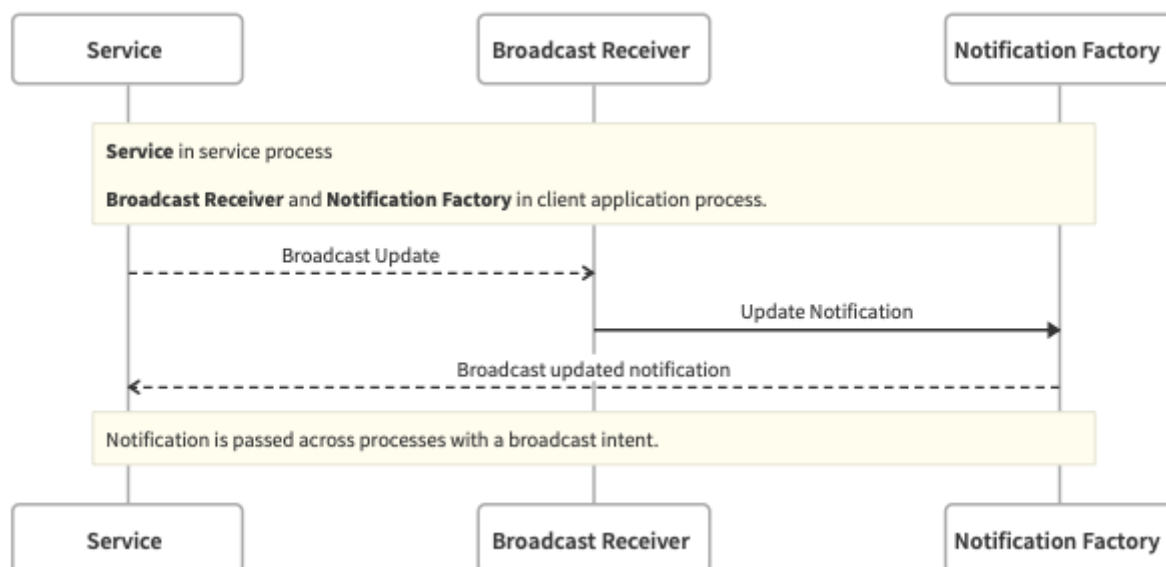 Service
Broadcast Receiver
Notification Factory
Service in service process
Broadcast Receiver and Notification Factory in client application process.
Broadcast Update
Update Notification
Broadcast updated notification
Notification is passed across processes with a broadcast intent.
Service
Broadcast Receiver
Notification Factory